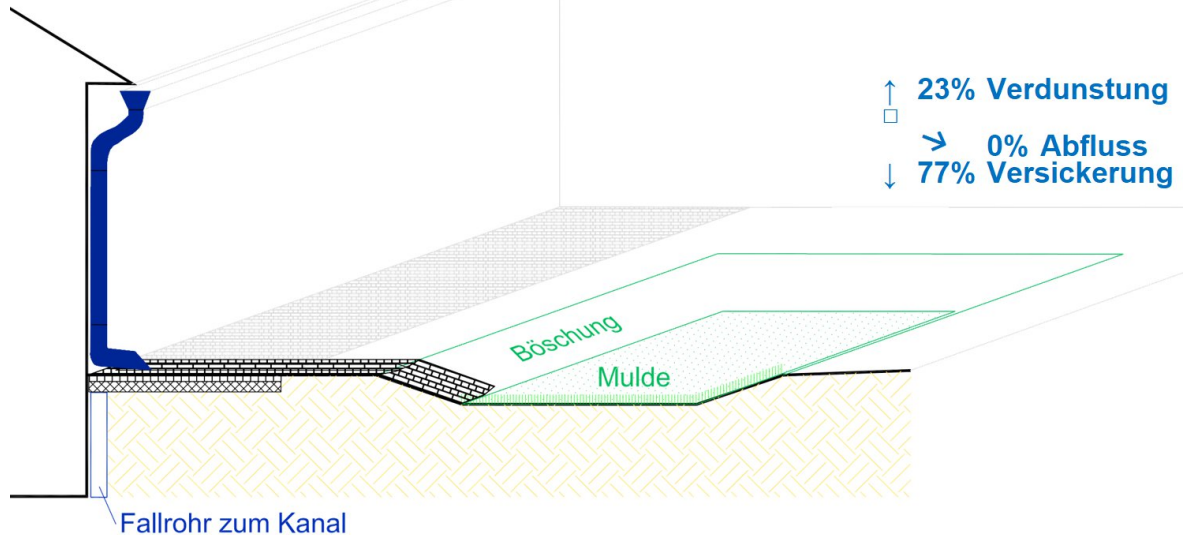 ↑ 23% Verdunstung
□
→ 0% Abfluss
↓ 77% Versickerung
Böschung
Mulde
Fallrohr zum Kanal